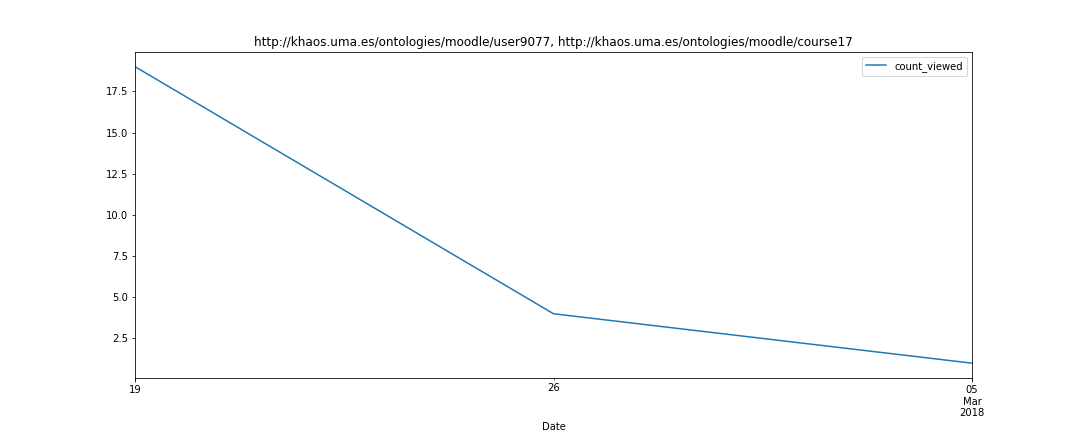 http://khaos.uma.es/ontologies/moodle/user9077, http://khaos.uma.es/ontologies/moodle/course17
count_viewed
17.5
15.0
12.5
10.0
7.5
5.0
2.5
19
26
05
Mar
2018
Date